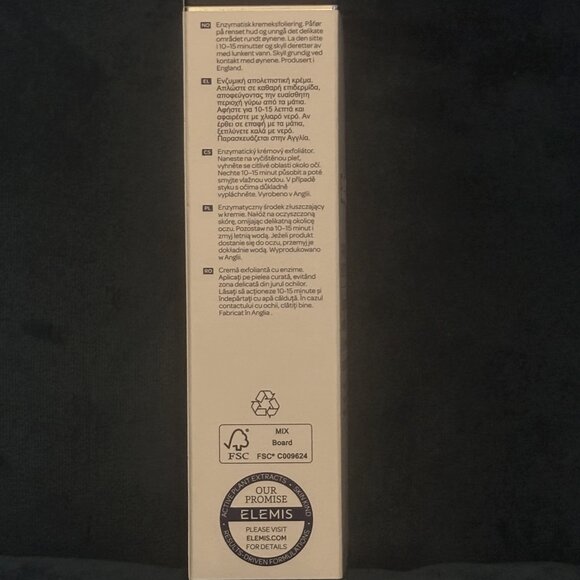 NO Enzymatisk kremeksfoliering. Påfør
på renset hud og unngå det delikate
området rundt øynene. La den sitte
i 10-15 minutter og skyll deretter av
med lunkent vann. Skyll grundig ved
kontakt med øynene. Produsert i
England.
EL Ενζυμική απολεπιστική κρέμα.
Απλώστε σε καθαρή επιδερμίδα,
αποφεύγοντας την ευαίσθητη
περιοχή γύρω από τα μάτια.
Αφήστε για 10-15 λεπτά και
αφαιρέστε με χλιαρό νερό. Αν
έρθει σε επαφή με τα μάτια,
ξεπλύνετε καλά με νερό.
Παρασκευάζεται στην Αγγλία.
CS Enzymatický krémový exfoliátor.
Naneste na vyčištěnou pleť,
vyhněte se citlivé oblasti okolo očí.
Nechte 10-15 minut působit a poté
smyjte vlažnou vodou. V případě
styku s očima důkladně
vypláchněte. Vyrobeno v Anglii.
PL Enzymatyczny środek złuszczający
w kremie. Nałóż na oczyszczoną
skórę, omijając delikatną okolicę
oczu. Pozostaw na 10-15 minut i
zmyj letnią wodą. Jeżeli produkt
dostanie się do oczu, przemyj je
dokładnie wodą. Wyprodukowano
w Anglii.
RO Cremă exfoliantă cu enzime.
Aplicați pe pielea curată, evitând
zona delicată din jurul ochilor.
Lăsați să acționeze 10-15 minute și
îndepărtați cu apă călduță. În cazul
contactului cu ochii, clătiți bine.
Fabricat în Anglia.
MIX
Board
FSC
FSC® C009624
ACTIVE PLANT EXTRACTS • SKIN KIND
OUR
PROMISE
ELEMIS
PLEASE VISIT
ELEMIS.COM
FOR DETAILS
• RESULTS-DRIVEN FORMULATIONS •